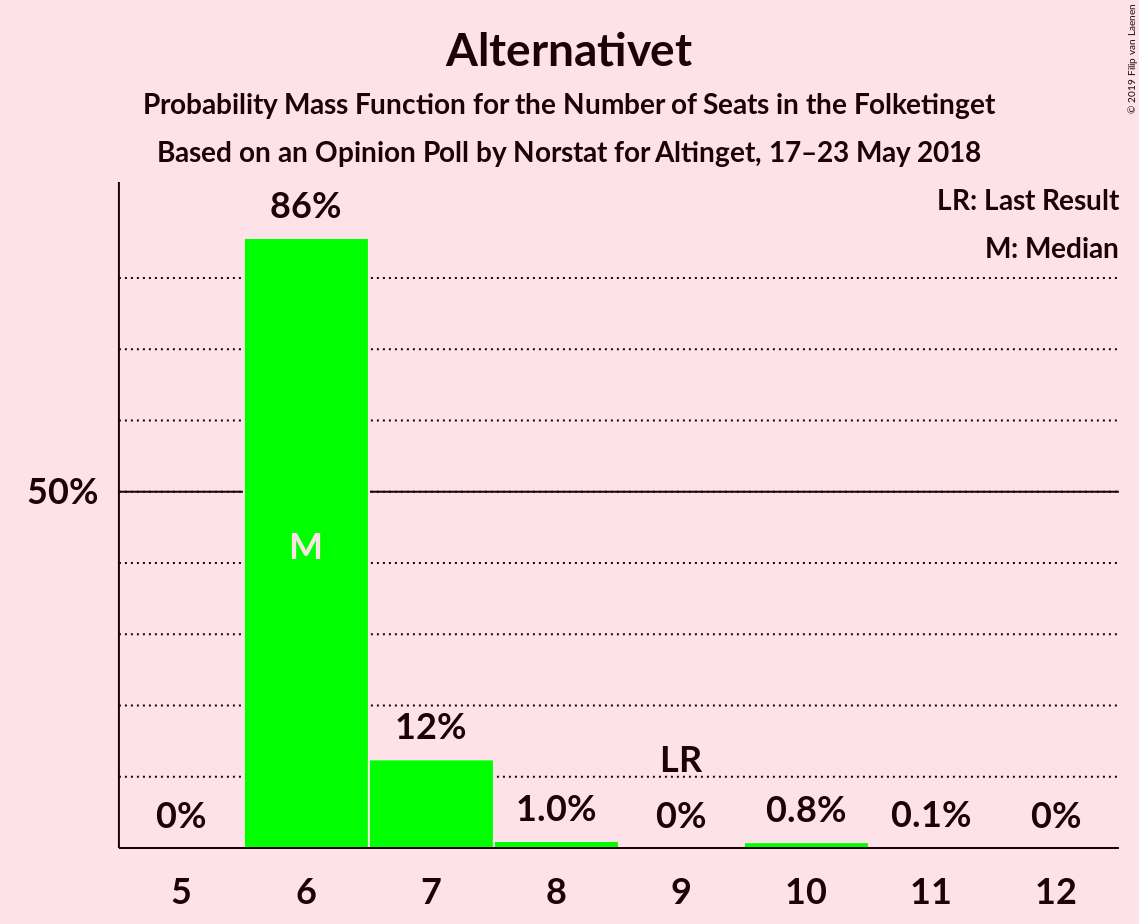 Alternativet
Probability Mass Function for the Number of Seats in the Folketinget
Based on an Opinion Poll by Norstat for Altinget, 17–23 May 2018
© 2019 Filip van Laenen
LR: Last Result
M: Median
86%
50%
M
12%
LR
0%
1.0%
0%
0.8%
0.1%
0%
5 6 7 8 9 10 11 12